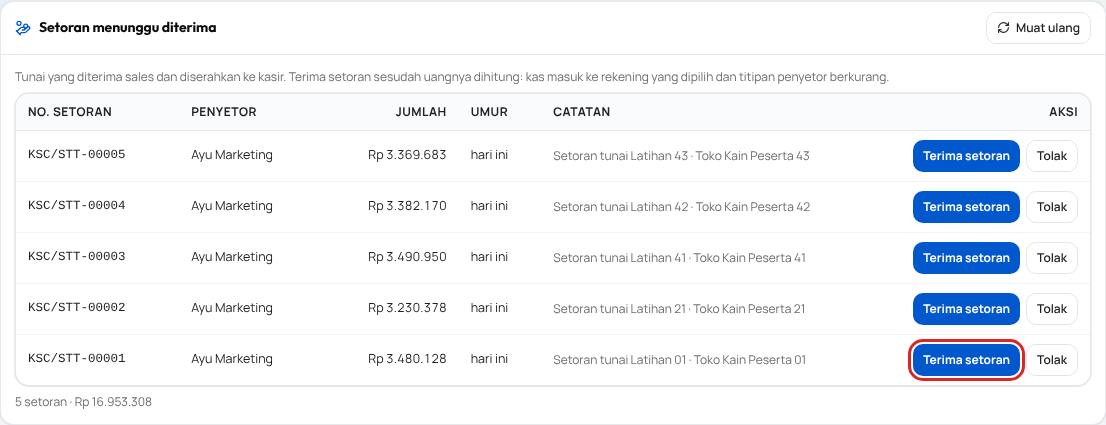 Setoran menunggu diterima
Muat ulang
Tunai yang diterima sales dan diserahkan ke kasir. Terima setoran sesudah uangnya dihitung: kas masuk ke rekening yang dipilih dan titipan penyetor berkurang.
NO. SETORAN PENYETOR JUMLAH UMUR CATATAN AKSI
KSC/STT-00005 Ayu Marketing Rp 3.369.683 hari ini Setoran tunai Latihan 43 · Toko Kain Peserta 43 Terima setoran Tolak
KSC/STT-00004 Ayu Marketing Rp 3.382.170 hari ini Setoran tunai Latihan 42 · Toko Kain Peserta 42 Terima setoran Tolak
KSC/STT-00003 Ayu Marketing Rp 3.490.950 hari ini Setoran tunai Latihan 41 · Toko Kain Peserta 41 Terima setoran Tolak
KSC/STT-00002 Ayu Marketing Rp 3.230.378 hari ini Setoran tunai Latihan 21 · Toko Kain Peserta 21 Terima setoran Tolak
KSC/STT-00001 Ayu Marketing Rp 3.480.128 hari ini Setoran tunai Latihan 01 · Toko Kain Peserta 01 Terima setoran Tolak
5 setoran · Rp 16.953.308